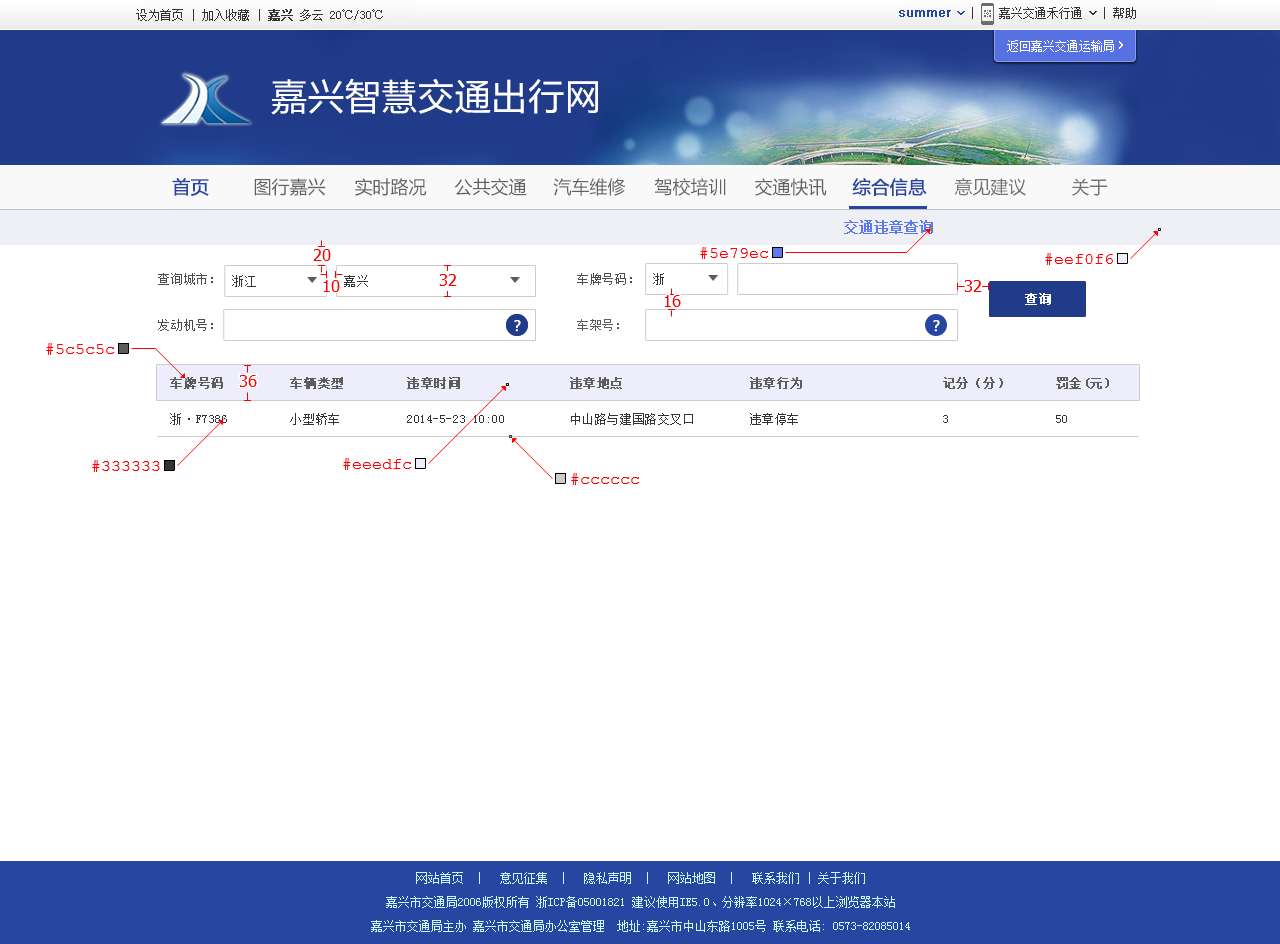 设为首页 | 加入收藏 | 嘉兴 多云 20℃/30℃ summer | 嘉兴交通禾行通 | 帮助
返回嘉兴交通运输局
嘉兴智慧交通出行网
首页 图行嘉兴 实时路况 公共交通 汽车维修 驾校培训 交通快讯 综合信息 意见建议 关于
交通违章查询
#5e79ec #eef0f6
20
查询城市： 浙江 10 嘉兴 32 车牌号码： 浙 32 查询
16
发动机号： ? 车架号： ?
#5c5c5c
车牌号码 36 车辆类型 违章时间 违章地点 违章行为 记分（分） 罚金(元）
浙·F7386 小型轿车 2014-5-23 10:00 中山路与建国路交叉口 违章停车 3 50
#333333 #eeedfc #cccccc
网站首页 | 意见征集 | 隐私声明 | 网站地图 | 联系我们 | 关于我们
嘉兴市交通局2006版权所有 浙ICP备05001821 建议使用IE5.0、分辨率1024×768以上浏览器本站
嘉兴市交通局主办 嘉兴市交通局办公室管理 地址:嘉兴市中山东路1005号 联系电话: 0573-82085014